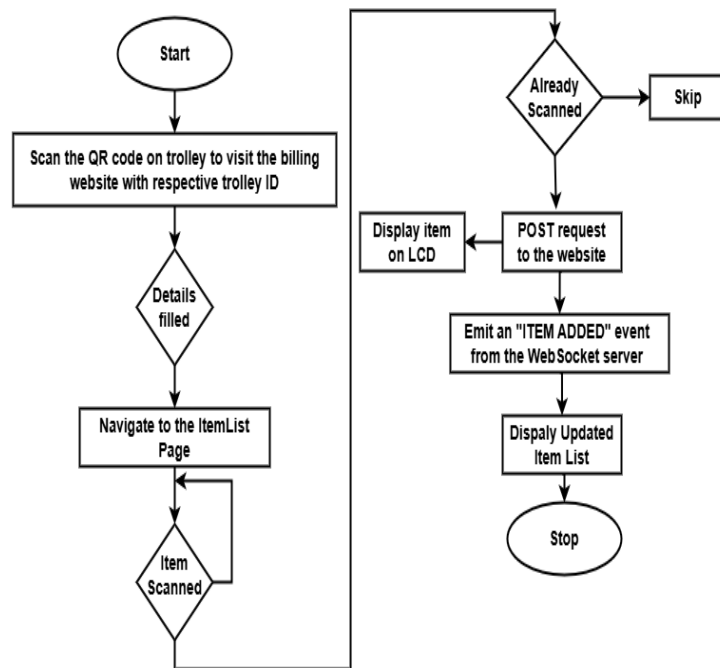 Start
Scan the QR code on trolley to visit the billing
website with respective trolley ID
Details
filled
Navigate to the ItemList
Page
Item
Scanned
Already
Scanned
Skip
POST request
to the website
Display item
on LCD
Emit an "ITEM ADDED" event
from the WebSocket server
Dispaly Updated
Item List
Stop